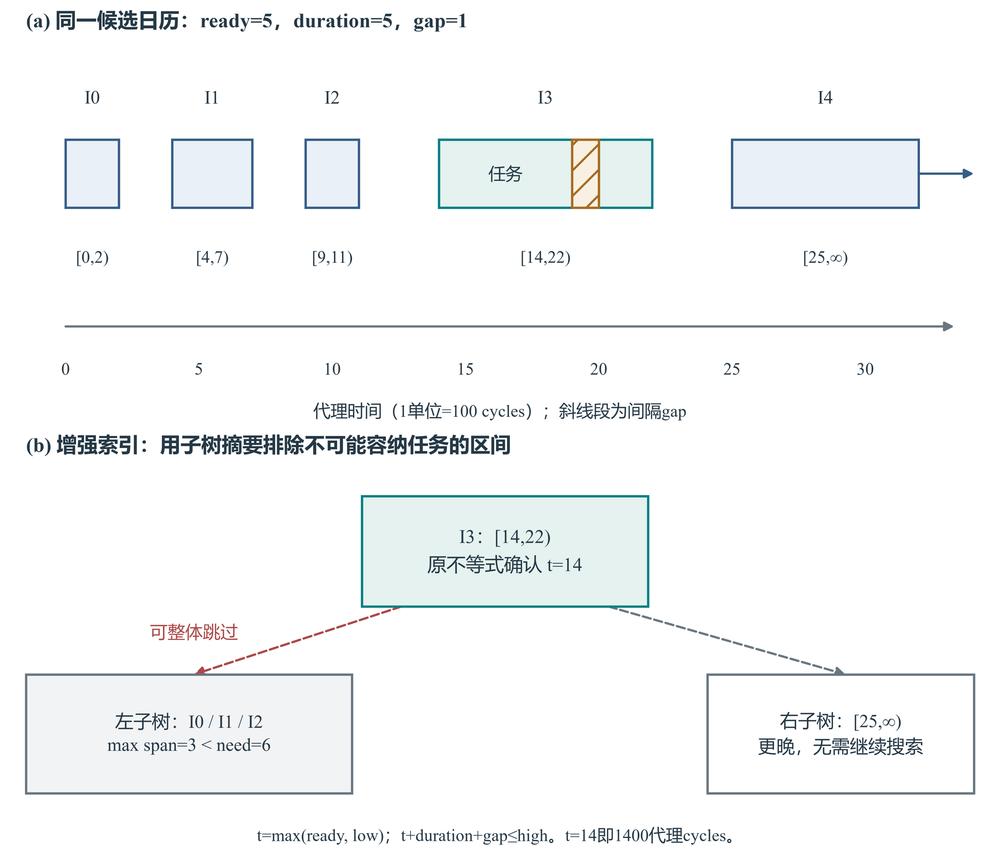 (a) 同一候选日历：ready=5，duration=5，gap=1
I0
I1
I2
I3
I4
任务
[0,2)
[4,7)
[9,11)
[14,22)
[25,∞)
0
5
10
15
20
25
30
代理时间（1单位=100 cycles）；斜线段为间隔gap
(b) 增强索引：用子树摘要排除不可能容纳任务的区间
I3：[14,22)
原不等式确认 t=14
可整体跳过
左子树：I0 / I1 / I2
max span=3 < need=6
右子树：[25,∞)
更晚，无需继续搜索
t=max(ready, low)；t+duration+gap≤high。t=14即1400代理cycles。